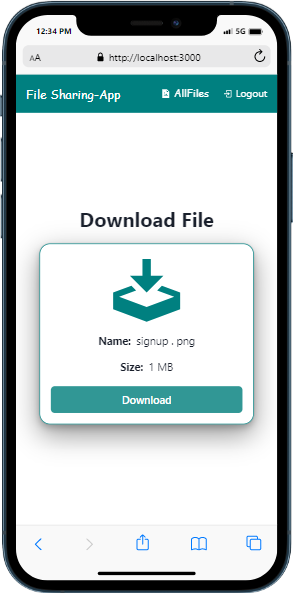 12:34 PM 5G
AA http://localhost:3000
File Sharing-App AllFiles Logout
Download File
Name: signup . png
Size: 1 MB
Download